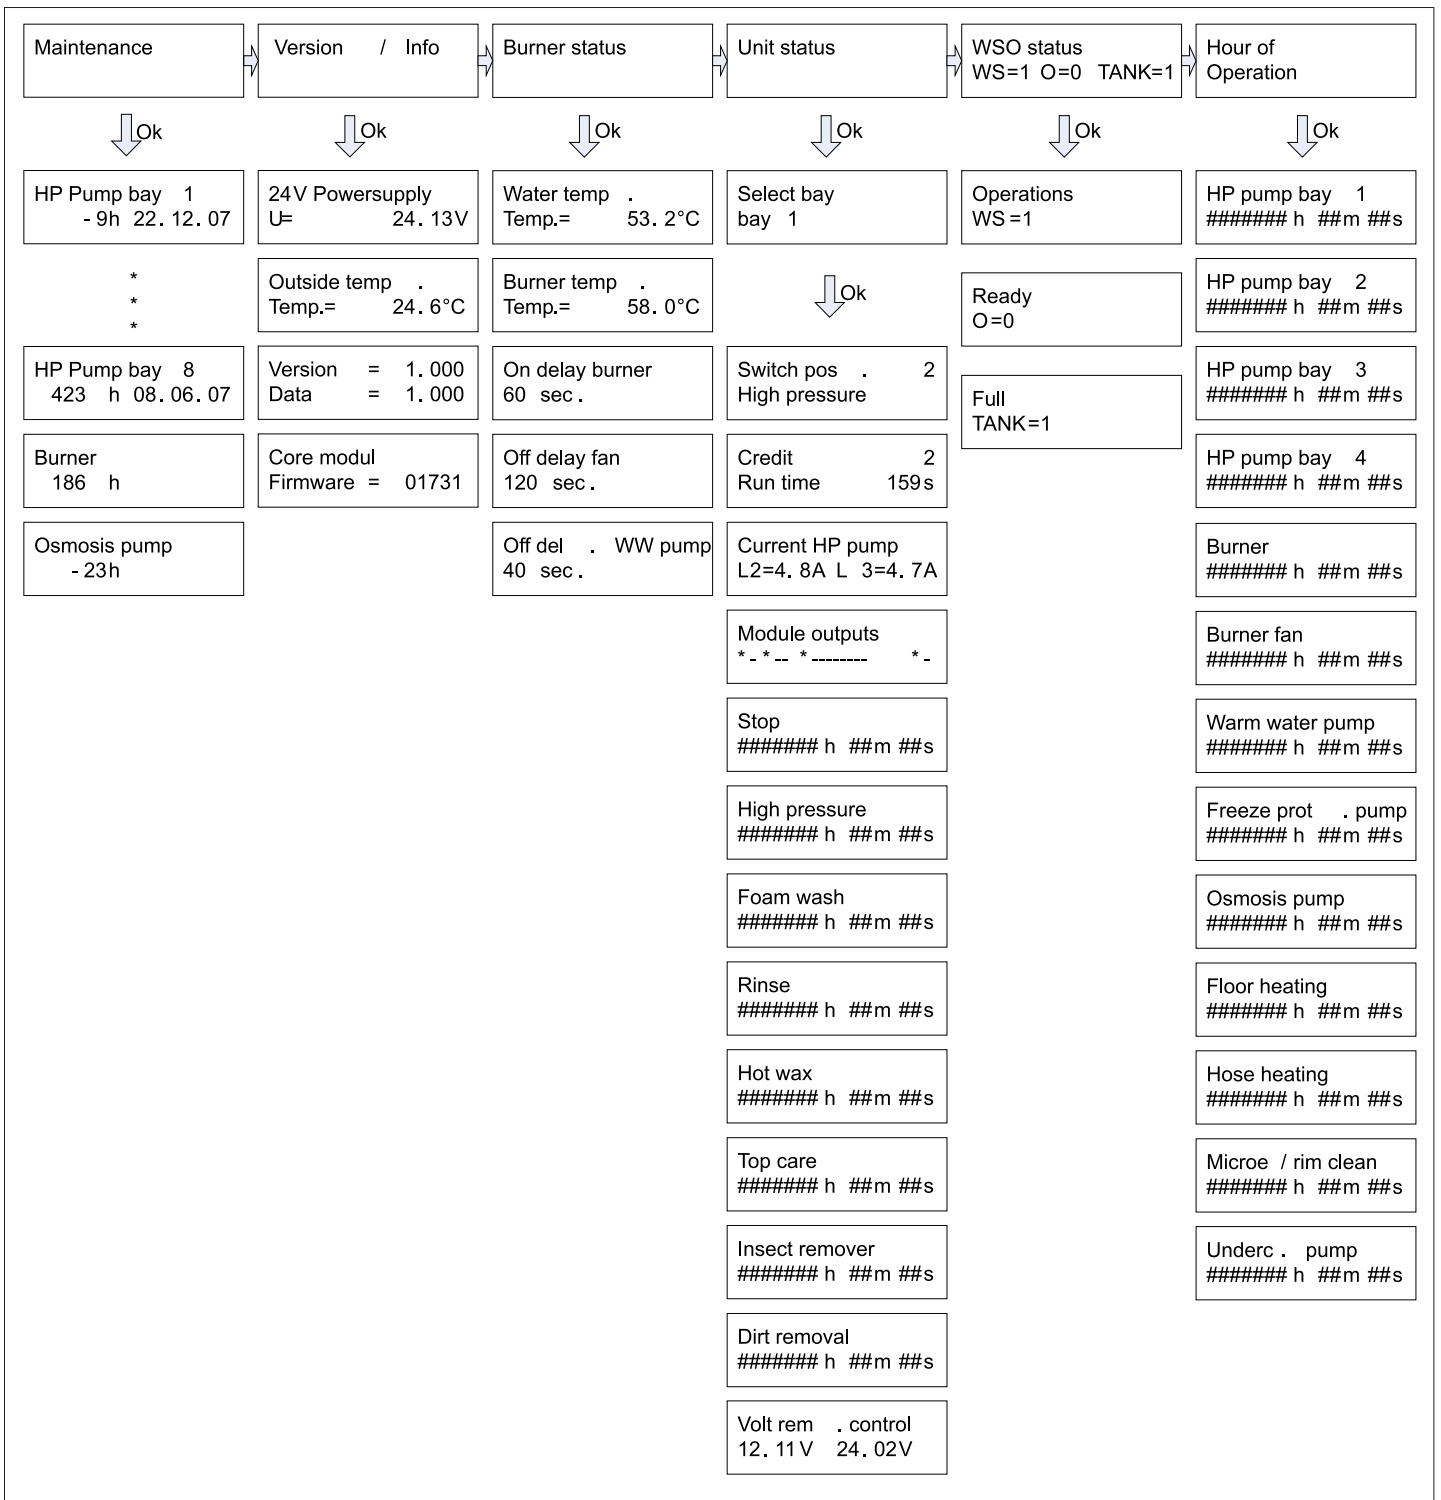 Maintenance
Version / Info
Burner status
Unit status
WSO status
WS=1 O=0 TANK=1
Hour of
Operation
Ok
Ok
Ok
Ok
Ok
Ok
HP Pump bay 1
- 9h 22.12.07
*
*
*
HP Pump bay 8
423 h 08.06.07
Burner
186 h
Osmosis pump
- 23h
24V Powersupply
U= 24.13V
Outside temp .
Temp.= 24.6°C
Version = 1.000
Data = 1.000
Core modul
Firmware = 01731
Water temp .
Temp.= 53.2°C
Burner temp .
Temp.= 58.0°C
On delay burner
60 sec.
Off delay fan
120 sec.
Off del . WW pump
40 sec.
Select bay
bay 1
Ok
Switch pos . 2
High pressure
Credit 2
Run time 159s
Current HP pump
L2=4.8A L 3=4.7A
Module outputs
*-*-- *-------- *-
Stop
####### h ##m ##s
High pressure
####### h ##m ##s
Foam wash
####### h ##m ##s
Rinse
####### h ##m ##s
Hot wax
####### h ##m ##s
Top care
####### h ##m ##s
Insect remover
####### h ##m ##s
Dirt removal
####### h ##m ##s
Volt rem . control
12.11V 24.02V
Operations
WS=1
Ready
O=0
Full
TANK=1
HP pump bay 1
####### h ##m ##s
HP pump bay 2
####### h ##m ##s
HP pump bay 3
####### h ##m ##s
HP pump bay 4
####### h ##m ##s
Burner
####### h ##m ##s
Burner fan
####### h ##m ##s
Warm water pump
####### h ##m ##s
Freeze prot . pump
####### h ##m ##s
Osmosis pump
####### h ##m ##s
Floor heating
####### h ##m ##s
Hose heating
####### h ##m ##s
Microe / rim clean
####### h ##m ##s
Underc . pump
####### h ##m ##s